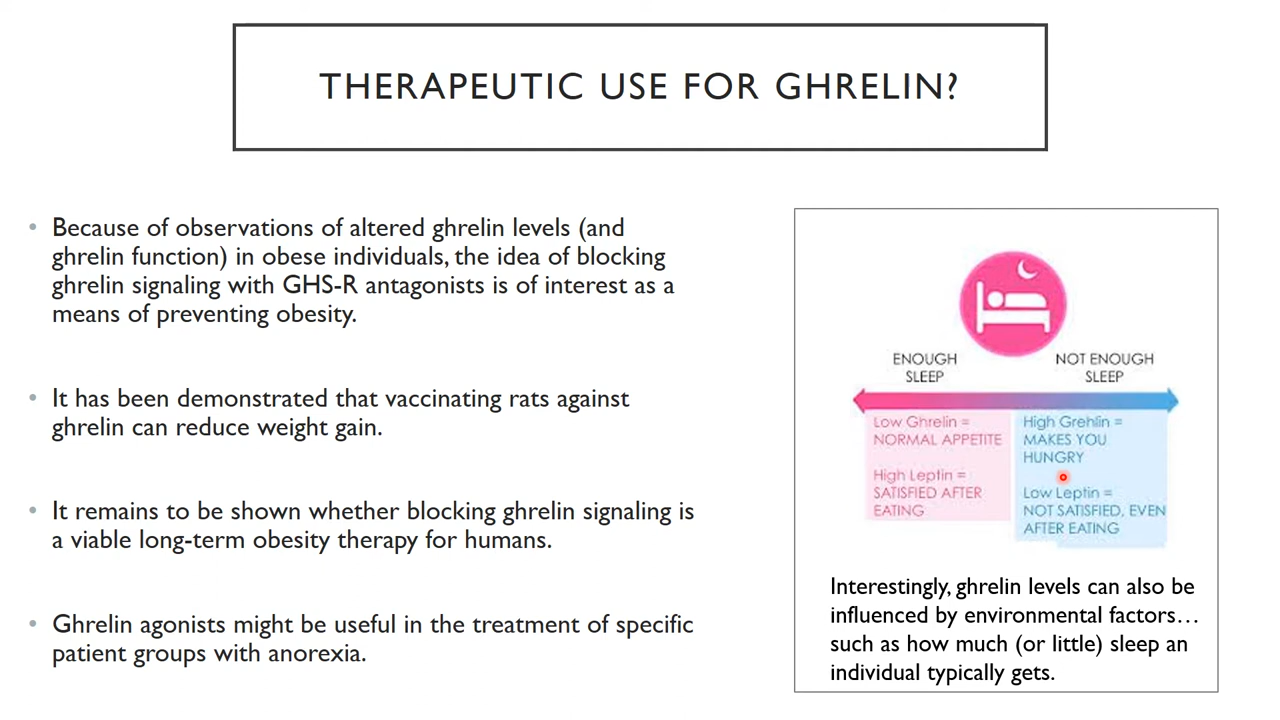 THERAPEUTIC USE FOR GHRELIN?
• Because of observations of altered ghrelin levels (and
ghrelin function) in obese individuals, the idea of blocking
ghrelin signaling with GHS-R antagonists is of interest as a
means of preventing obesity.
• It has been demonstrated that vaccinating rats against
ghrelin can reduce weight gain.
• It remains to be shown whether blocking ghrelin signaling is
a viable long-term obesity therapy for humans.
• Ghrelin agonists might be useful in the treatment of specific
patient groups with anorexia.
ENOUGH
SLEEP
NOT ENOUGH
SLEEP
Low Ghrelin =
NORMAL APPETITE
High Leptin =
SATISFIED AFTER
EATING
High Grehlin =
MAKES YOU
HUNGRY
Low Leptin =
NOT SATISFIED, EVEN
AFTER EATING
Interestingly, ghrelin levels can also be
influenced by environmental factors…
such as how much (or little) sleep an
individual typically gets.